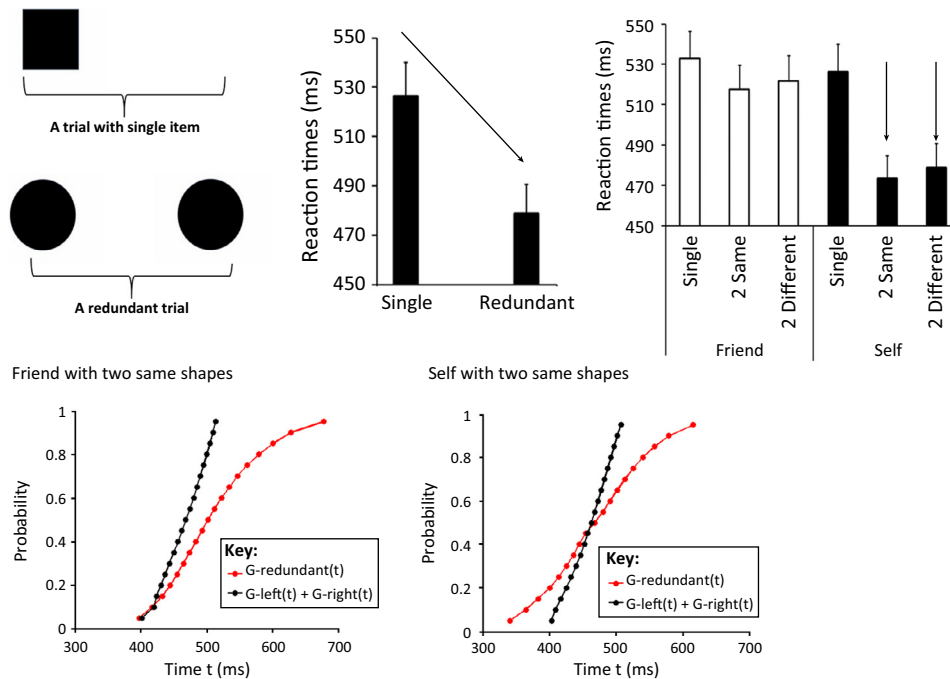 A trial with single item
A redundant trial
Reaction times (ms)
550
530
510
490
470
450
Single
Redundant
Reaction times (ms)
550
530
510
490
470
450
Single
2 Same
2 Different
Single
2 Same
2 Different
Friend
Self
Friend with two same shapes
Probability
1
0.8
0.6
0.4
0.2
0
300
400
500
600
700
Time t (ms)
Key:
G-redundant(t)
G-left(t) + G-right(t)
Self with two same shapes
Probability
1
0.8
0.6
0.4
0.2
0
300
400
500
600
700
Time t (ms)
Key:
G-redundant(t)
G-left(t) + G-right(t)